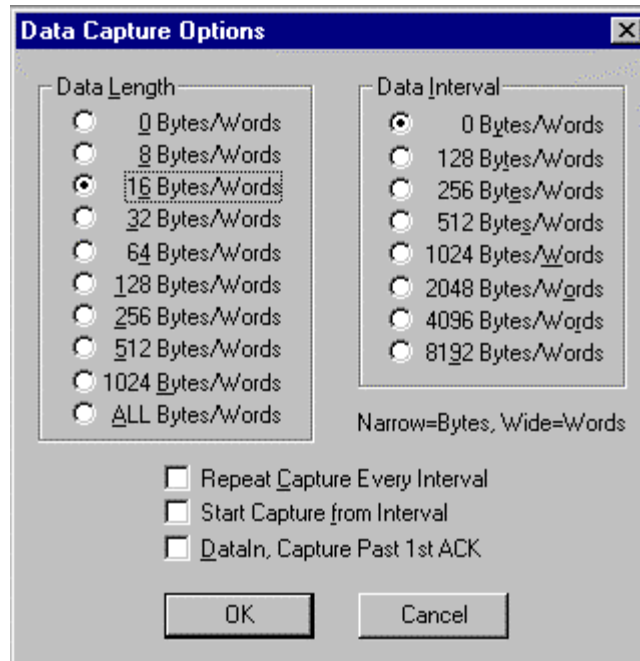 Data Capture Options
Data Length
0 Bytes/Words
8 Bytes/Words
16 Bytes/Words
32 Bytes/Words
64 Bytes/Words
128 Bytes/Words
256 Bytes/Words
512 Bytes/Words
1024 Bytes/Words
ALL Bytes/Words
Data Interval
0 Bytes/Words
128 Bytes/Words
256 Bytes/Words
512 Bytes/Words
1024 Bytes/Words
2048 Bytes/Words
4096 Bytes/Words
8192 Bytes/Words
Narrow=Bytes, Wide=Words
Repeat Capture Every Interval
Start Capture from Interval
DataIn, Capture Past 1st ACK
OK
Cancel